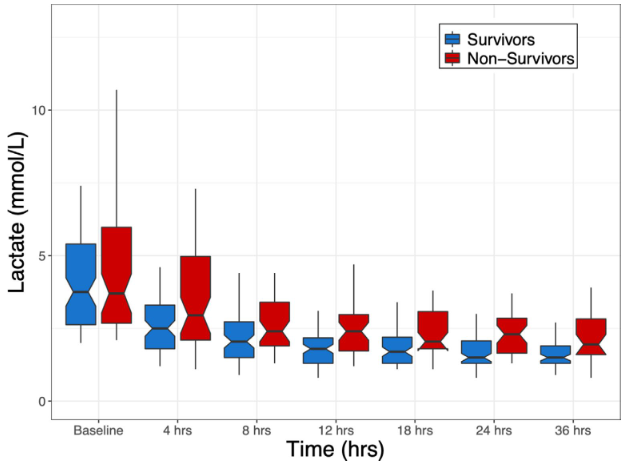 Survivors
Non−Survivors
Lactate (mmol/L)
10
5
0
Baseline 4 hrs 8 hrs 12 hrs 18 hrs 24 hrs 36 hrs
Time (hrs)